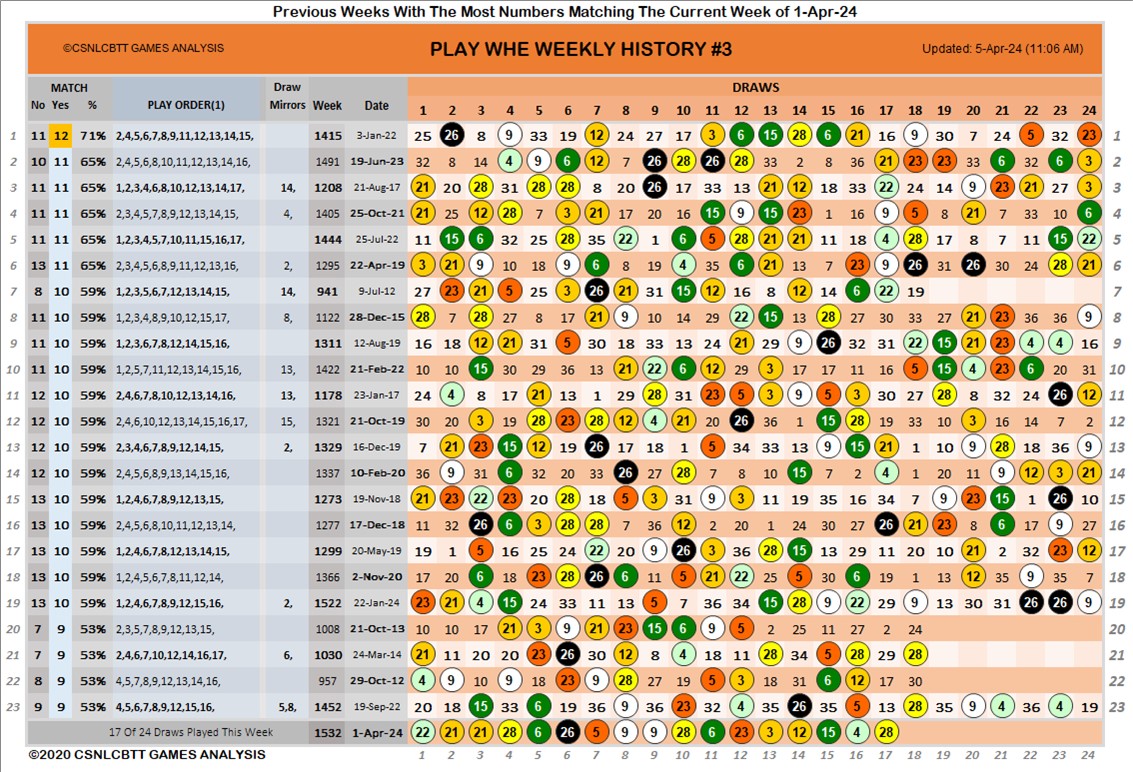 Previous Weeks With The Most Numbers Matching The Current Week of 1-Apr-24
©CSNLCBTT GAMES ANALYSIS PLAY WHE WEEKLY HISTORY #3 Updated: 5-Apr-24 (11:06 AM)
MATCH Draw DRAWS
No Yes % PLAY ORDER(1) Mirrors Week Date 1 2 3 4 5 6 7 8 9 10 11 12 13 14 15 16 17 18 19 20 21 22 23 24
1 11 12 71% 2,4,5,6,7,8,9,11,12,13,14,15, 1415 3-Jan-22 25 26 8 9 33 19 12 24 27 17 3 6 15 28 6 21 16 9 30 7 24 5 32 23 1
2 10 11 65% 2,4,5,6,8,10,11,12,13,14,16, 1491 19-Jun-23 32 8 14 4 9 6 12 7 26 28 26 28 33 2 8 36 21 23 23 33 6 32 6 3 2
3 11 11 65% 1,2,3,4,6,8,10,12,13,14,17, 14, 1208 21-Aug-17 21 20 28 31 28 28 8 20 26 17 33 13 21 12 18 33 22 24 14 9 23 21 27 3 3
4 11 11 65% 2,3,4,5,7,8,9,12,13,14,15, 4, 1405 25-Oct-21 21 25 12 28 7 3 21 17 20 16 15 9 15 23 1 16 9 5 8 21 7 33 10 6 4
5 11 11 65% 1,2,3,4,5,7,10,11,15,16,17, 1444 25-Jul-22 11 15 6 32 25 28 35 22 1 6 5 28 21 21 11 18 4 28 17 8 7 11 15 22 5
6 13 11 65% 2,3,4,5,6,8,9,11,12,13,16, 2, 1295 22-Apr-19 3 21 9 10 18 9 6 8 19 4 35 6 21 13 7 23 9 26 31 26 30 24 28 21 6
7 8 10 59% 1,2,3,5,6,7,12,13,14,15, 14, 941 9-Jul-12 27 23 21 5 25 3 26 21 31 15 12 16 8 12 14 6 22 19 7
8 11 10 59% 1,2,3,4,8,9,10,12,15,17, 8, 1122 28-Dec-15 28 7 28 27 8 17 21 9 10 14 29 22 15 13 28 27 30 33 27 21 23 36 36 9 8
9 11 10 59% 1,2,3,6,7,8,12,14,15,16, 1311 12-Aug-19 16 18 12 21 31 5 30 18 33 13 24 21 29 9 26 32 31 22 15 21 23 4 4 16 9
10 11 10 59% 1,2,5,7,11,12,13,14,15,16, 13, 1422 21-Feb-22 10 10 15 30 29 36 13 21 22 6 12 29 3 17 17 11 16 5 15 4 23 6 20 31 10
11 12 10 59% 2,4,6,7,8,10,12,13,14,16, 13, 1178 23-Jan-17 24 4 8 17 21 13 1 29 28 31 23 5 3 9 5 3 30 27 28 8 32 24 26 12 11
12 12 10 59% 2,4,6,10,12,13,14,15,16,17, 15, 1321 21-Oct-19 30 20 3 19 28 23 28 12 4 21 20 26 36 1 15 28 19 33 10 3 16 14 7 2 12
13 12 10 59% 2,3,4,6,7,8,9,12,14,15, 2, 1329 16-Dec-19 7 21 23 15 12 19 26 17 18 1 5 34 33 13 9 15 21 1 10 9 28 18 36 9 13
14 12 10 59% 2,4,5,6,8,9,13,14,15,16, 1337 10-Feb-20 36 9 31 6 32 20 33 26 27 28 7 8 10 15 7 2 4 1 20 11 9 12 3 21 14
15 13 10 59% 1,2,4,6,7,8,9,12,13,15, 1273 19-Nov-18 21 23 22 23 20 28 18 5 3 31 9 3 11 19 35 16 34 7 9 23 15 1 26 10 15
16 13 10 59% 2,4,5,6,8,10,11,12,13,14, 1277 17-Dec-18 11 32 26 6 3 28 28 7 36 12 2 20 1 24 30 27 26 21 23 8 6 17 9 27 16
17 13 10 59% 1,2,4,6,7,8,12,13,14,15, 1299 20-May-19 19 1 5 16 25 24 22 20 9 26 3 36 28 15 13 29 11 20 10 21 2 32 23 12 17
18 13 10 59% 1,2,4,5,6,7,8,11,12,14, 1366 2-Nov-20 17 20 6 18 23 28 26 6 11 5 21 22 25 5 30 6 19 1 13 12 35 9 35 7 18
19 13 10 59% 1,2,4,6,7,8,9,12,15,16, 2, 1522 22-Jan-24 23 21 4 15 24 33 11 13 5 7 36 34 15 28 9 22 29 9 13 30 31 26 23 9 19
20 7 9 53% 2,3,5,7,8,9,12,13,15, 1008 21-Oct-13 10 10 17 21 3 9 21 23 15 6 9 5 2 25 11 27 2 24 20
21 7 9 53% 2,4,6,7,10,12,14,16,17, 6, 1030 24-Mar-14 21 11 20 20 5 26 30 12 8 4 18 11 28 34 5 28 29 28 21
22 8 9 53% 4,5,7,8,9,12,13,14,16, 957 29-Oct-12 4 9 10 9 18 23 9 28 27 19 5 3 18 31 6 12 17 30 22
23 9 9 53% 4,5,6,7,8,9,12,15,16, 5,8, 1452 19-Sep-22 20 18 15 33 6 19 36 9 36 23 32 4 35 26 35 5 13 28 35 9 4 36 4 19 23
17 Of 24 Draws Played This Week 1532 1-Apr-24 22 21 21 28 6 26 5 9 9 28 6 23 3 12 15 4 28
©2020 CSNLCBTT GAMES ANALYSIS 1 2 3 4 5 6 7 8 9 10 11 12 13 14 15 16 17 18 19 20 21 22 23 24